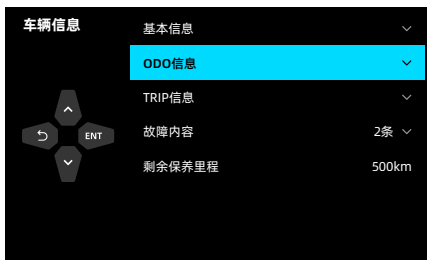 车辆信息
基本信息
ODO信息
TRIP信息
故障内容 2条
剩余保养里程 500km
ENT